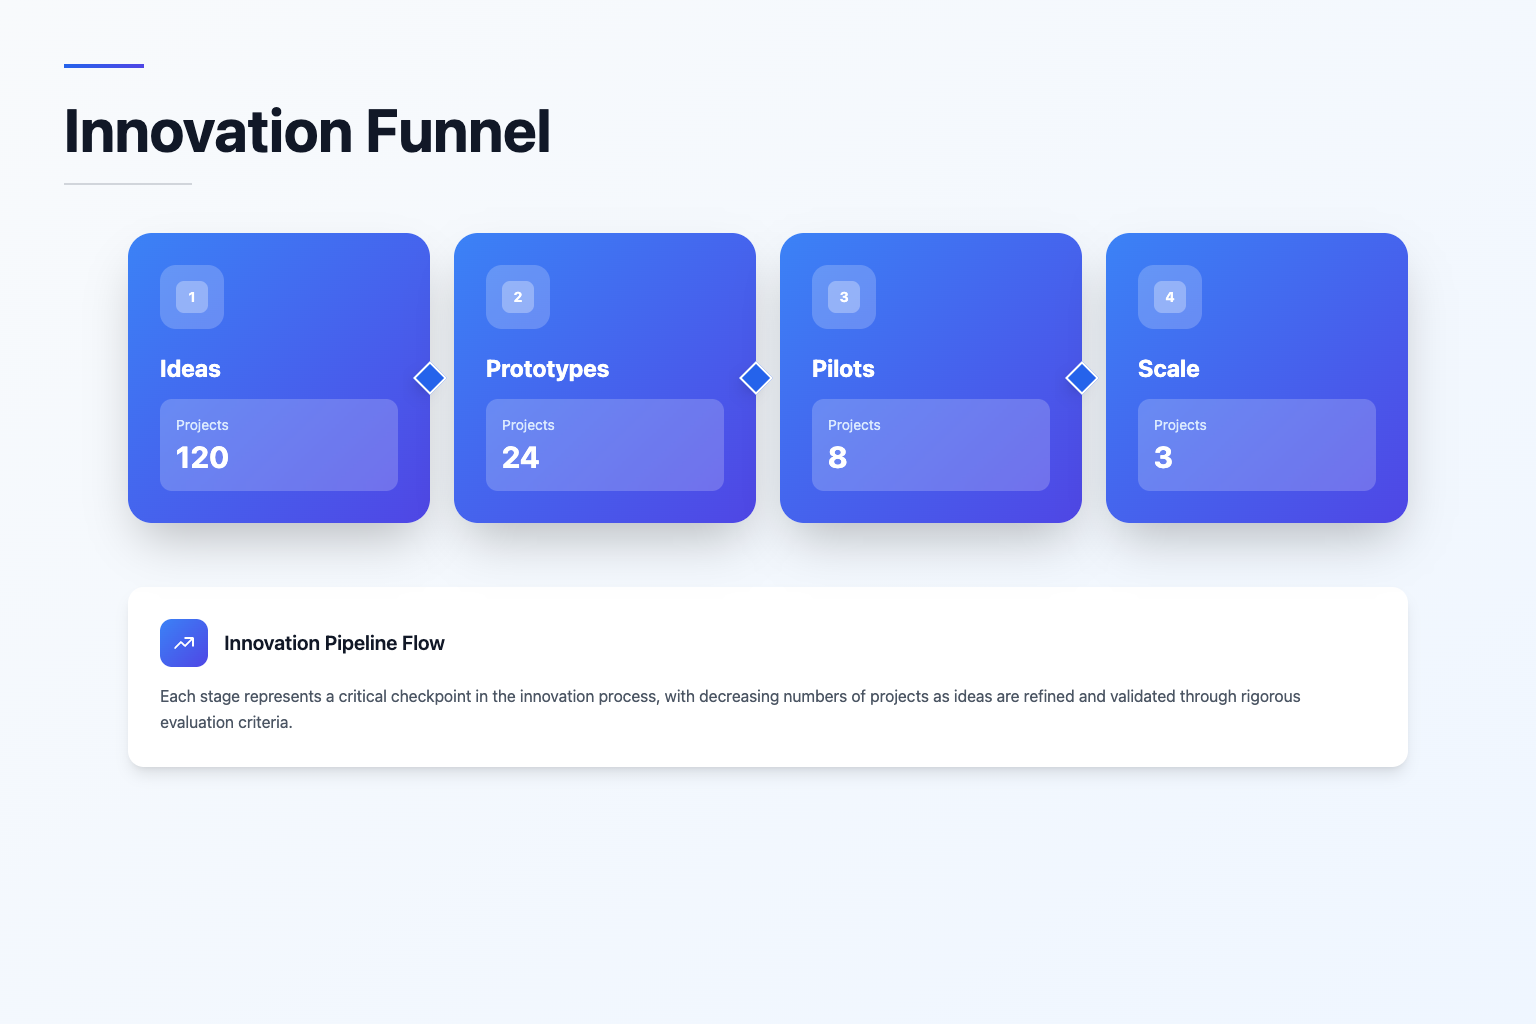 Innovation Funnel
1
Ideas
Projects
120
2
Prototypes
Projects
24
3
Pilots
Projects
8
4
Scale
Projects
3
Innovation Pipeline Flow
Each stage represents a critical checkpoint in the innovation process, with decreasing numbers of projects as ideas are refined and validated through rigorous
evaluation criteria.